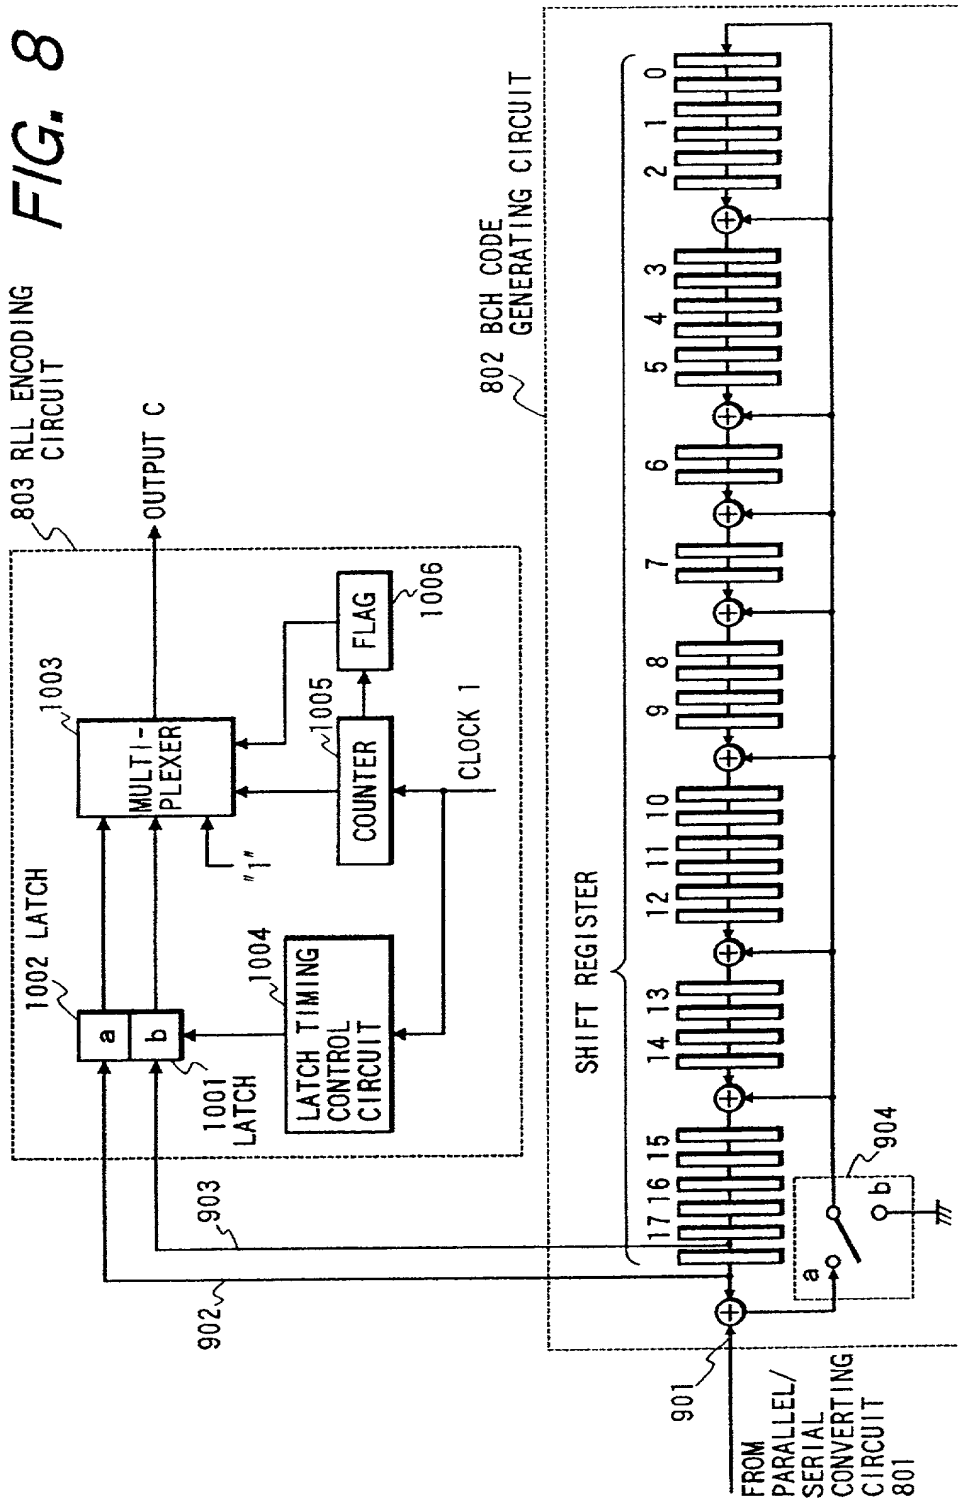 FIG. 8
803 RLL ENCODING
CIRCUIT
OUTPUT C
1003
MULTI-
PLEXER
FLAG
1006
1005
COUNTER
CLOCK 1
"1"
1002 LATCH
a
b
1001
LATCH
1004
LATCH TIMING
CONTROL
CIRCUIT
902
903
802 BCH CODE
GENERATING CIRCUIT
SHIFT REGISTER
17 16 15 14 13 12 11 10 9 8 7 6 5 4 3 2 1 0
904
a
b
901
FROM
PARALLEL/
SERIAL
CONVERTING
CIRCUIT
801